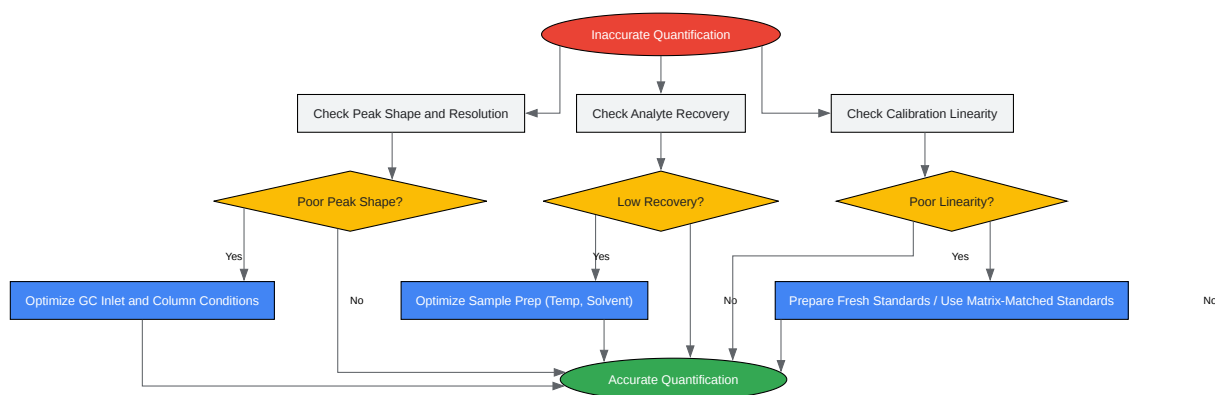 Inaccurate Quantification
Check Peak Shape and Resolution
Check Analyte Recovery
Check Calibration Linearity
Poor Peak Shape?
Low Recovery?
Poor Linearity?
Yes
Yes
Yes
Optimize GC Inlet and Column Conditions
No
Optimize Sample Prep (Temp, Solvent)
No
Prepare Fresh Standards / Use Matrix-Matched Standards
No
Accurate Quantification